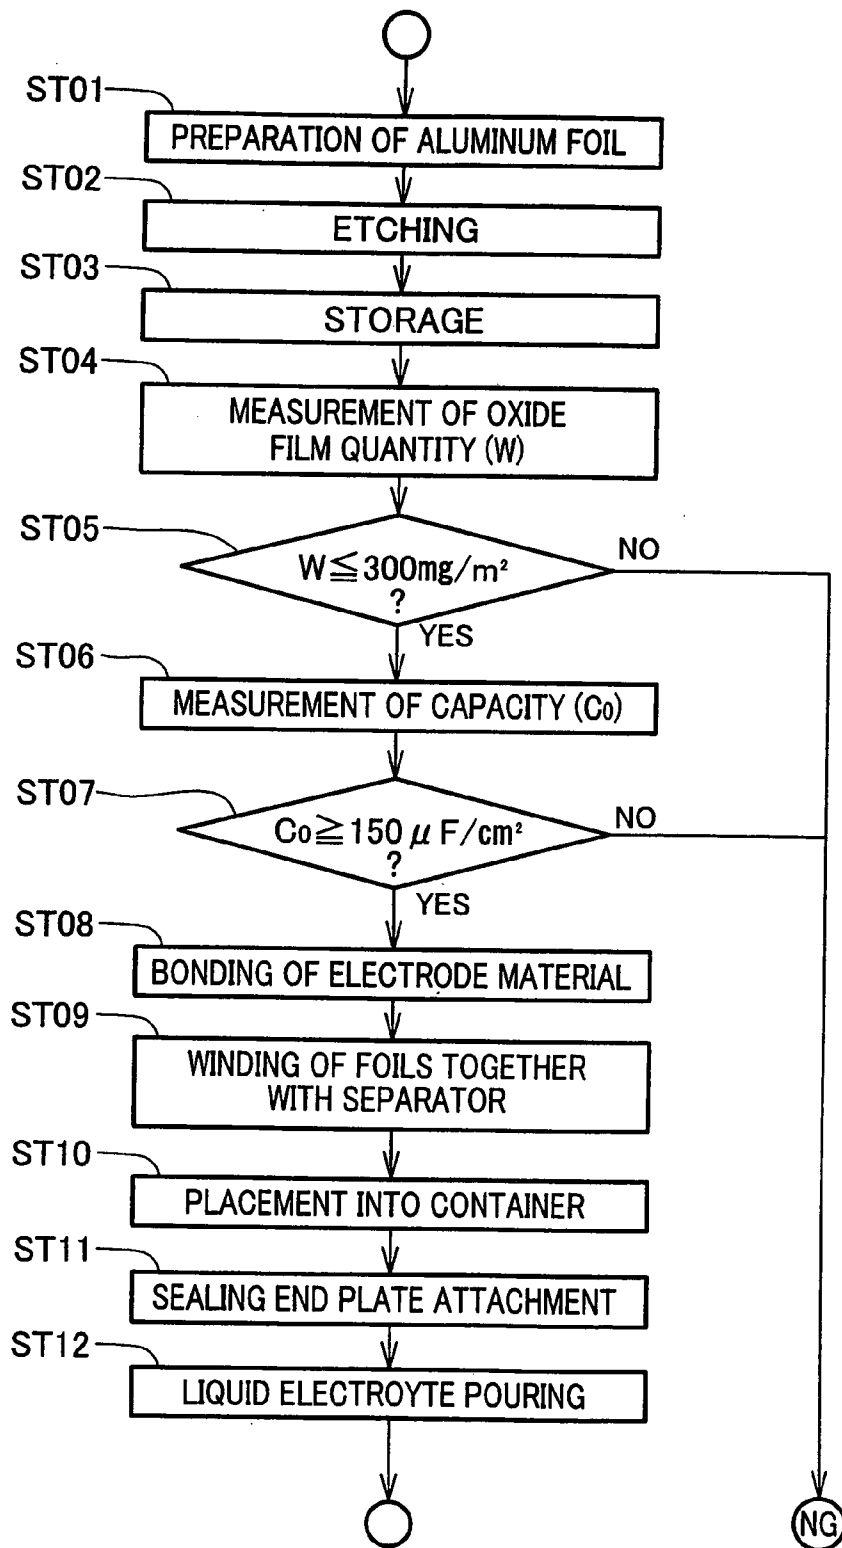 ST01
PREPARATION OF ALUMINUM FOIL
ST02
ETCHING
ST03
STORAGE
ST04
MEASUREMENT OF OXIDE
FILM QUANTITY (W)
ST05
W≦300mg/m²
?
NO
YES
ST06
MEASUREMENT OF CAPACITY (C₀)
ST07
C₀≧150μF/cm²
?
NO
YES
ST08
BONDING OF ELECTRODE MATERIAL
ST09
WINDING OF FOILS TOGETHER
WITH SEPARATOR
ST10
PLACEMENT INTO CONTAINER
ST11
SEALING END PLATE ATTACHMENT
ST12
LIQUID ELECTROYTE POURING
NG